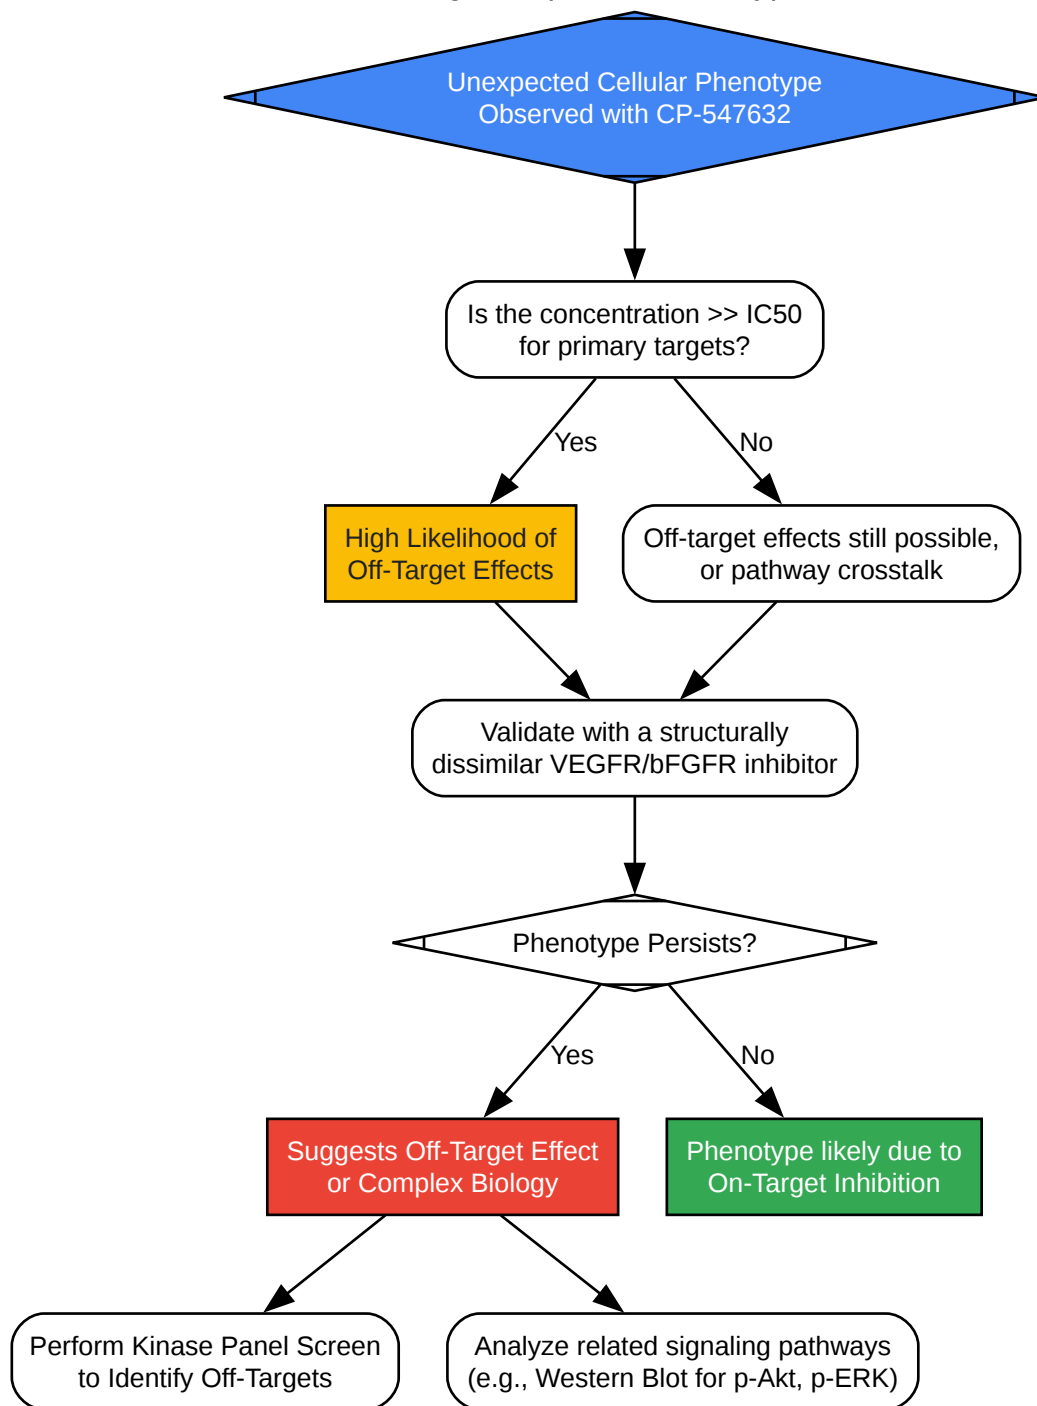 Unexpected Cellular Phenotype
Observed with CP-547632
Is the concentration >> IC50
for primary targets?
Yes
No
High Likelihood of
Off-Target Effects
Off-target effects still possible,
or pathway crosstalk
Validate with a structurally
dissimilar VEGFR/bFGFR inhibitor
Phenotype Persists?
Yes
No
Suggests Off-Target Effect
or Complex Biology
Phenotype likely due to
On-Target Inhibition
Perform Kinase Panel Screen
to Identify Off-Targets
Analyze related signaling pathways
(e.g., Western Blot for p-Akt, p-ERK)